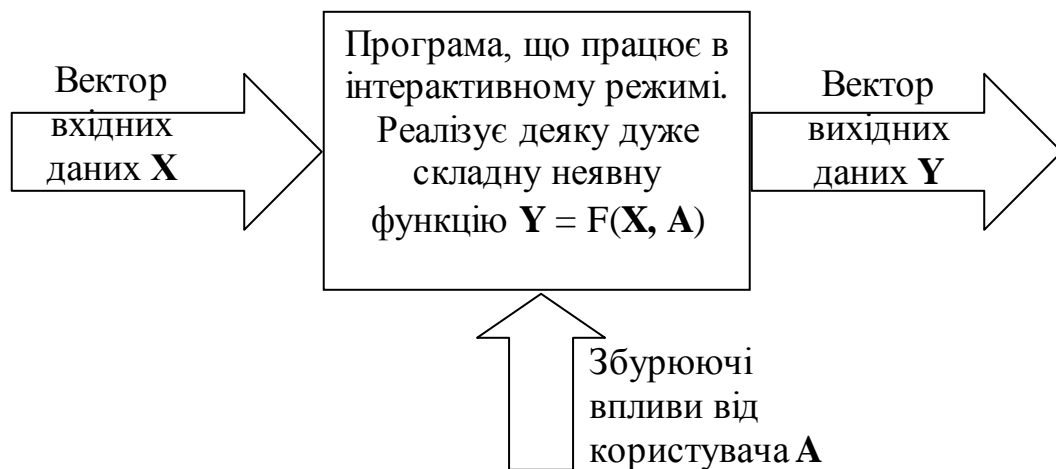 Вектор
вхідних
даних X
Програма, що працює в
інтерактивному режимі.
Реалізує деяку дуже
складну неявну
функцію Y = F(X, A)
Вектор
вихідних
даних Y
Збурюючі
впливи від
користувача A